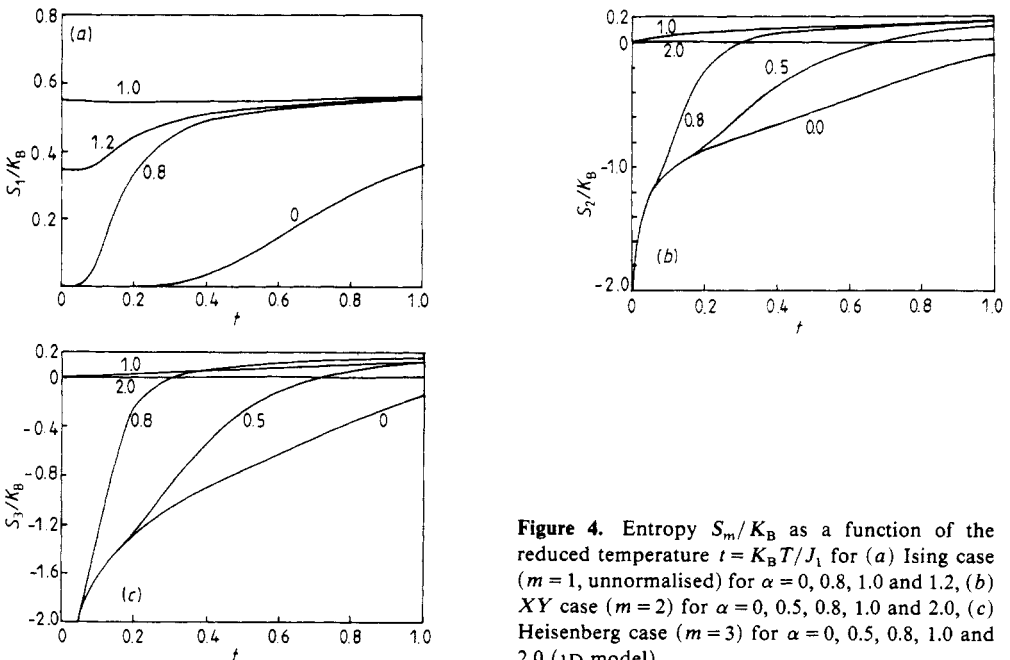 (a)
0.8
0.6
0.4
0.2
0
S₁/K_B
1.0
1.2
0.8
0
0 0.2 0.4 0.6 0.8 1.0
t
0.2
0
-1.0
-2.0
S₂/K_B
1.0
2.0
0.5
0.8
0.0
(b)
0 0.2 0.4 0.6 0.8 1.0
t
0.2
0
-0.4
-0.8
-1.2
-1.6
-2.0
S₃/K_B
1.0
2.0
0.8
0.5
0
(c)
0 0.2 0.4 0.6 0.8 1.0
t
Figure 4. Entropy Sₘ/K_B as a function of the
reduced temperature t = K_BT/J₁ for (a) Ising case
(m = 1, unnormalised) for α = 0, 0.8, 1.0 and 1.2, (b)
XY case (m = 2) for α = 0, 0.5, 0.8, 1.0 and 2.0, (c)
Heisenberg case (m = 3) for α = 0, 0.5, 0.8, 1.0 and
2.0 (1D model).